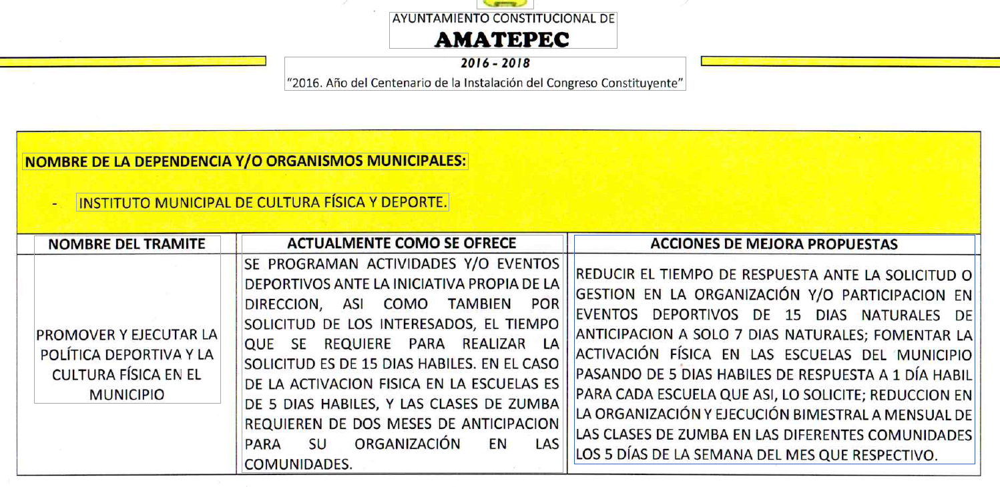 AYUNTAMIENTO CONSTITUCIONAL DE
AMATEPEC
2016 - 2018
“2016. Año del Centenario de la Instalación del Congreso Constituyente”
NOMBRE DE LA DEPENDENCIA Y/O ORGANISMOS MUNICIPALES:
- INSTITUTO MUNICIPAL DE CULTURA FÍSICA Y DEPORTE.
NOMBRE DEL TRAMITE
PROMOVER Y EJECUTAR LA
POLÍTICA DEPORTIVA Y LA
CULTURA FÍSICA EN EL
MUNICIPIO
ACTUALMENTE COMO SE OFRECE
SE PROGRAMAN ACTIVIDADES Y/O EVENTOS
DEPORTIVOS ANTE LA INICIATIVA PROPIA DE LA
DIRECCION, ASI COMO TAMBIEN POR
SOLICITUD DE LOS INTERESADOS, EL TIEMPO
QUE SE REQUIERE PARA REALIZAR LA
SOLICITUD ES DE 15 DIAS HABILES. EN EL CASO
DE LA ACTIVACION FISICA EN LA ESCUELAS ES
DE 5 DIAS HABILES, Y LAS CLASES DE ZUMBA
REQUIEREN DE DOS MESES DE ANTICIPACION
PARA SU ORGANIZACIÓN EN LAS
COMUNIDADES.
ACCIONES DE MEJORA PROPUESTAS
REDUCIR EL TIEMPO DE RESPUESTA ANTE LA SOLICITUD O
GESTION EN LA ORGANIZACIÓN Y/O PARTICIPACION EN
EVENTOS DEPORTIVOS DE 15 DIAS NATURALES DE
ANTICIPACION A SOLO 7 DIAS NATURALES; FOMENTAR LA
ACTIVACIÓN FÍSICA EN LAS ESCUELAS DEL MUNICIPIO
PASANDO DE 5 DIAS HABILES DE RESPUESTA A 1 DÍA HABIL
PARA CADA ESCUELA QUE ASI, LO SOLICITE; REDUCCION EN
LA ORGANIZACIÓN Y EJECUCIÓN BIMESTRAL A MENSUAL DE
LAS CLASES DE ZUMBA EN LAS DIFERENTES COMUNIDADES
LOS 5 DÍAS DE LA SEMANA DEL MES QUE RESPECTIVO.